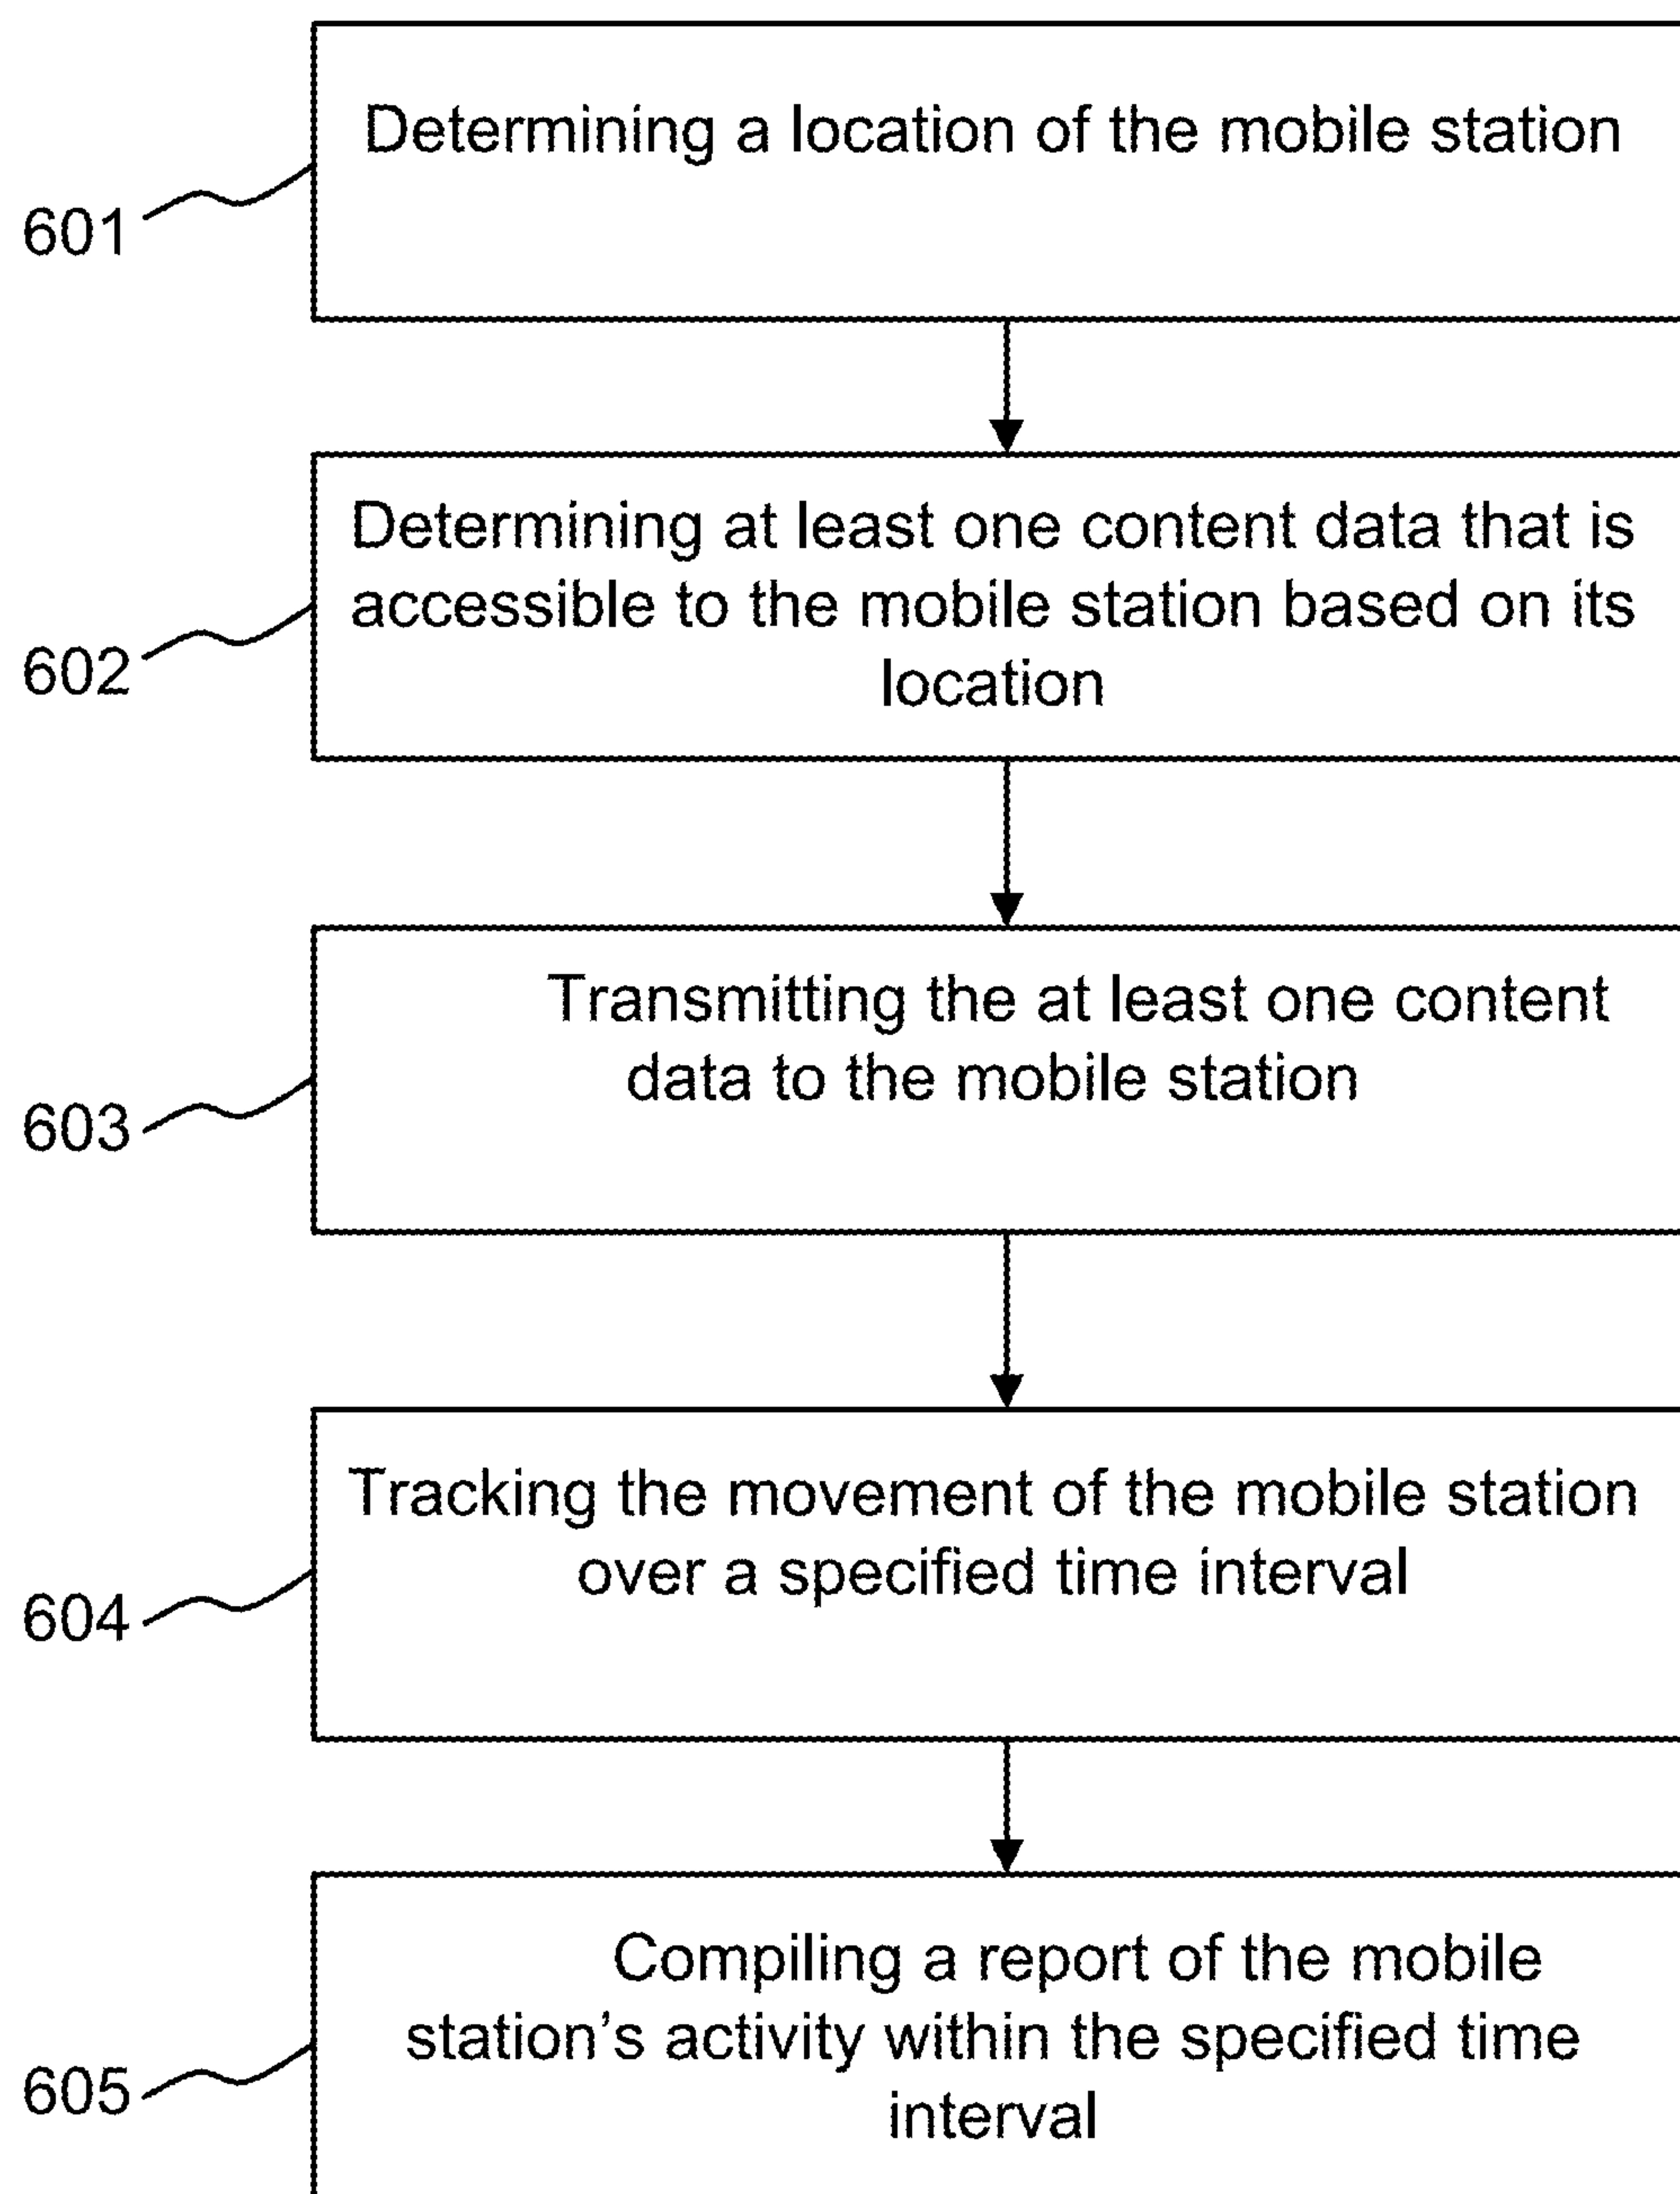 Determining a location of the mobile station
601
Determining at least one content data that is
accessible to the mobile station based on its
location
602
Transmitting the at least one content
data to the mobile station
603
Tracking the movement of the mobile station
over a specified time interval
604
Compiling a report of the mobile
station's activity within the specified time
interval
605